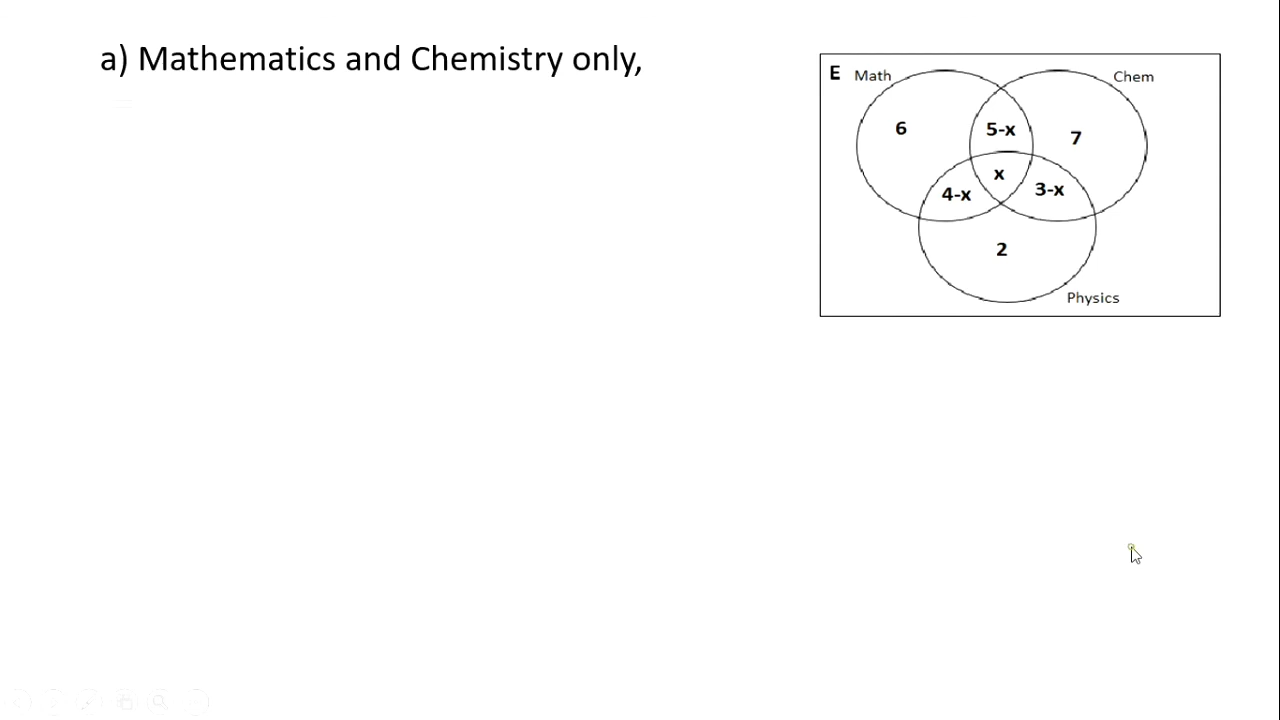 a) Mathematics and Chemistry only,
E Math Chem
6 5-x 7
x
4-x 3-x
2
Physics